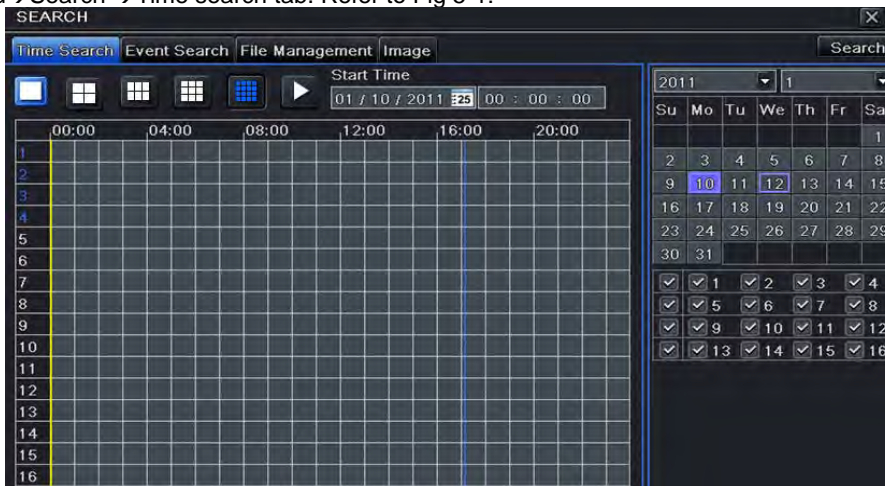 Search → Time search tab. Refer to Fig
SEARCH
Time Search Event Search File Management Image Search
Start Time
01 / 10 / 2011 25 00 : 00 : 00
00:00 04:00 08:00 12:00 16:00 20:00
1
2
3
4
5
6
7
8
9
10
11
12
13
14
15
16
2011 1
Su Mo Tu We Th Fr Sa
1
2 3 4 5 6 7 8
9 10 11 12 13 14 15
16 17 18 19 20 21 22
23 24 25 26 27 28 29
30 31
1 2 3 4
5 6 7 8
9 10 11 12
13 14 15 16